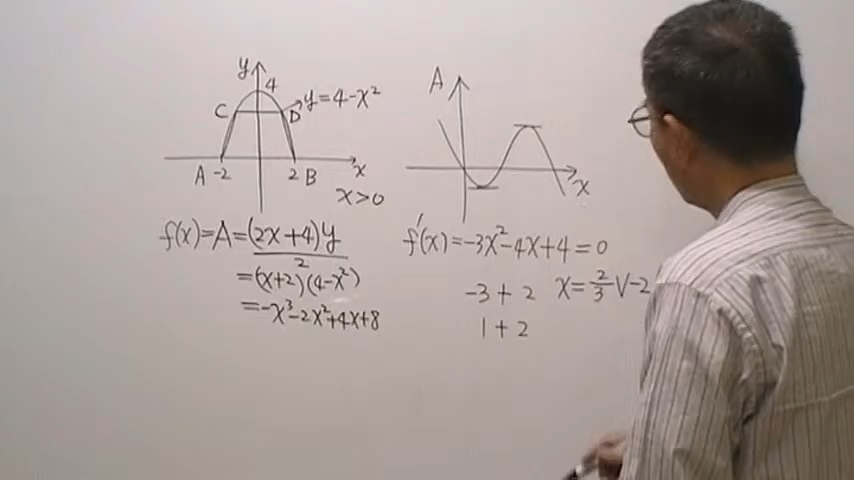 y
4
C
D
y=4-x²
A -2
2 B
x
x>0
f(x)=A=(2x+4)y/2
=(x+2)(4-x²)
=-x³-2x²+4x+8
A
x
f'(x)=-3x²-4x+4=0
-3+2
x=2/3 ∨ -2
1+2